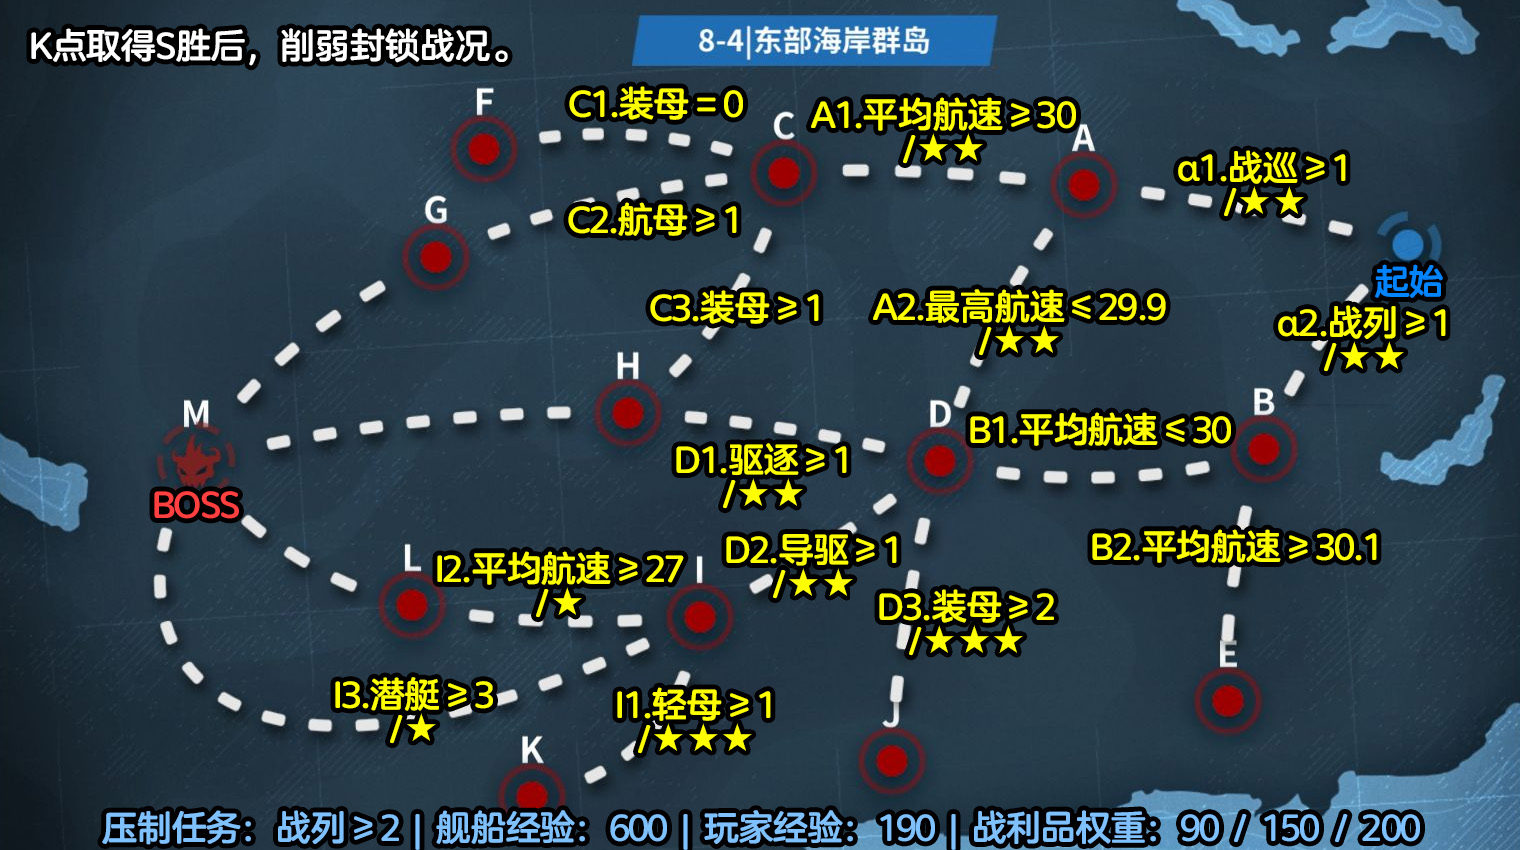 K点取得S胜后，削弱封锁战况。
8-4|东部海岸群岛
F
C1.装母=0
C
A1.平均航速≥30
/★★
A
α1.战巡≥1
/★★
G
C2.航母≥1
起始
C3.装母≥1
A2.最高航速≤29.9
/★★
α2.战列≥1
/★★
H
M
BOSS
D
B1.平均航速≤30
B
D1.驱逐≥1
/★★
L
I2.平均航速≥27
/★
I
D2.导驱≥1
/★★
B2.平均航速≥30.1
D3.装母≥2
/★★★
E
I3.潜艇≥3
/★
I1.轻母≥1
/★★★
J
K
压制任务：战列≥2 | 舰船经验：600 | 玩家经验：190 | 战利品权重：90 / 150 / 200